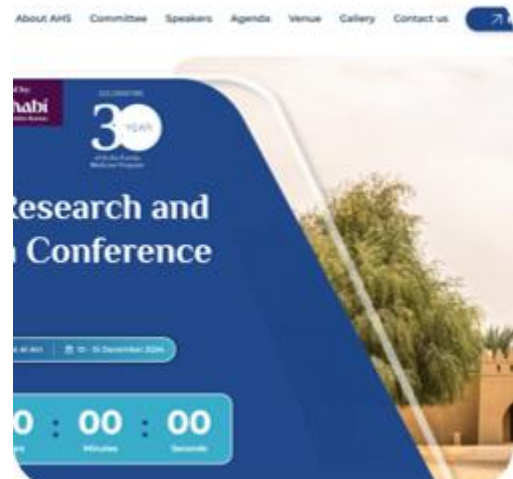 About AHS Committee Speakers Agenda Venue Gallery Contact us
habi
30
YEAR
Research and
Conference
December 2024
00 : 00
Minutes Seconds